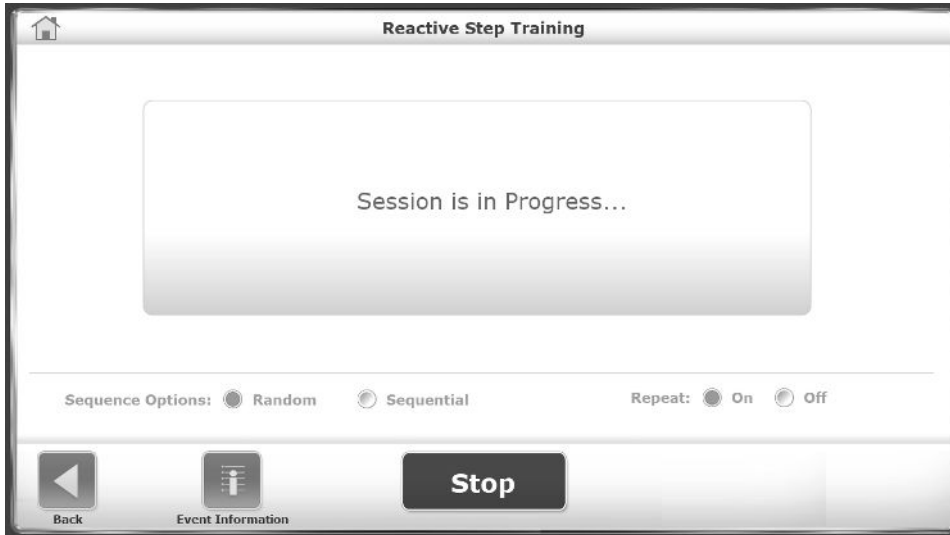 Reactive Step Training
Session is in Progress...
Sequence Options: Random Sequential Repeat: On Off
Stop
Back Event Information